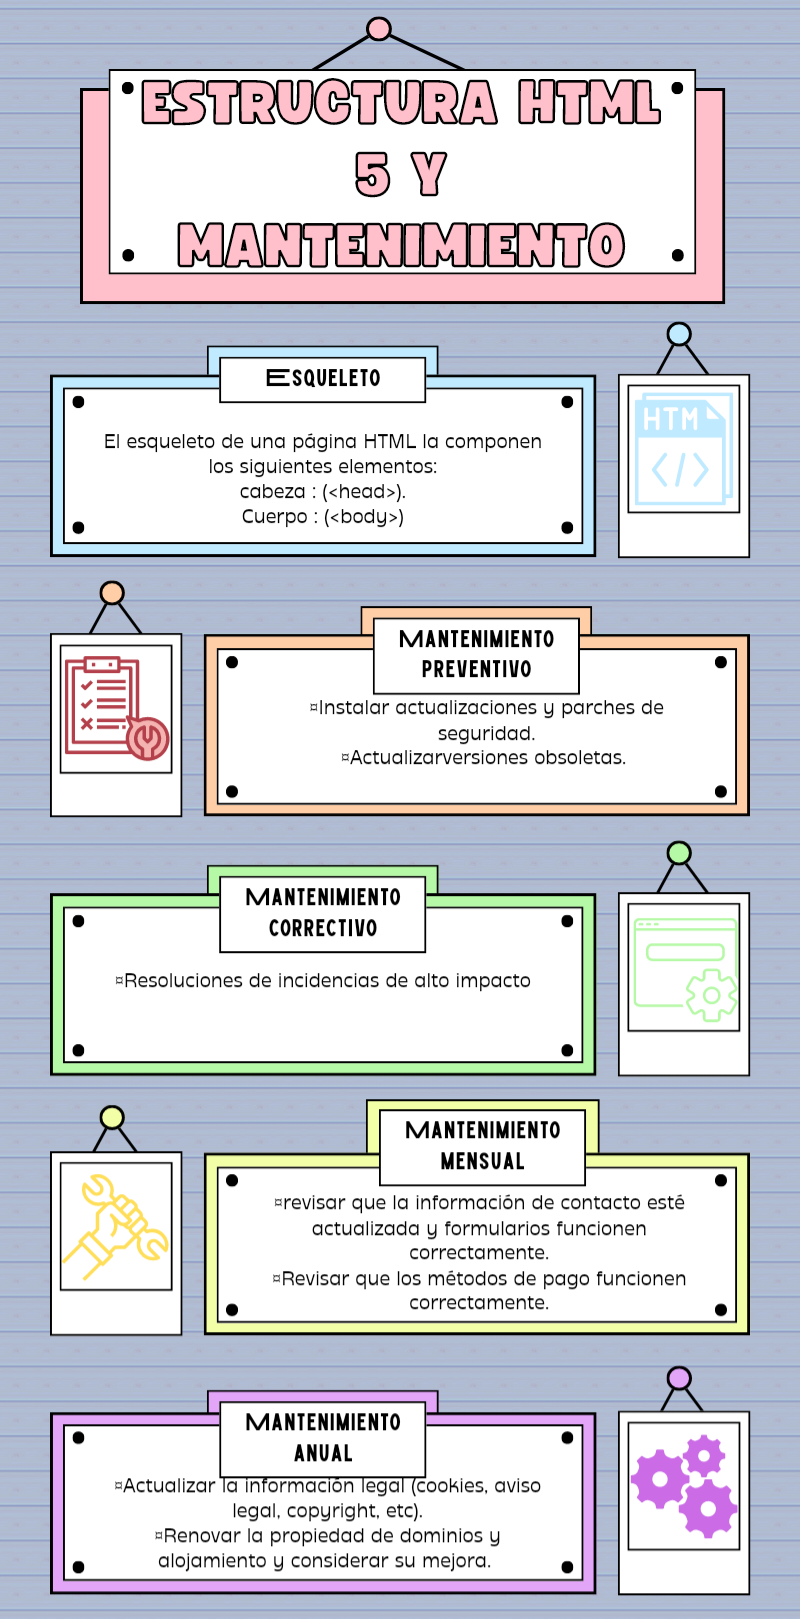 ESTRUCTURA HTML
5 Y
MANTENIMIENTO
ESQUELETO
El esqueleto de una página HTML la componen
los siguientes elementos:
cabeza : (<head>).
Cuerpo : (<body>)
HTM
</>
MANTENIMIENTO
PREVENTIVO
¤Instalar actualizaciones y parches de
seguridad.
¤Actualizarversiones obsoletas.
MANTENIMIENTO
CORRECTIVO
¤Resoluciones de incidencias de alto impacto
MANTENIMIENTO
MENSUAL
¤revisar que la información de contacto esté
actualizada y formularios funcionen
correctamente.
¤Revisar que los métodos de pago funcionen
correctamente.
MANTENIMIENTO
ANUAL
¤Actualizar la información legal (cookies, aviso
legal, copyright, etc).
¤Renovar la propiedad de dominios y
alojamiento y considerar su mejora.